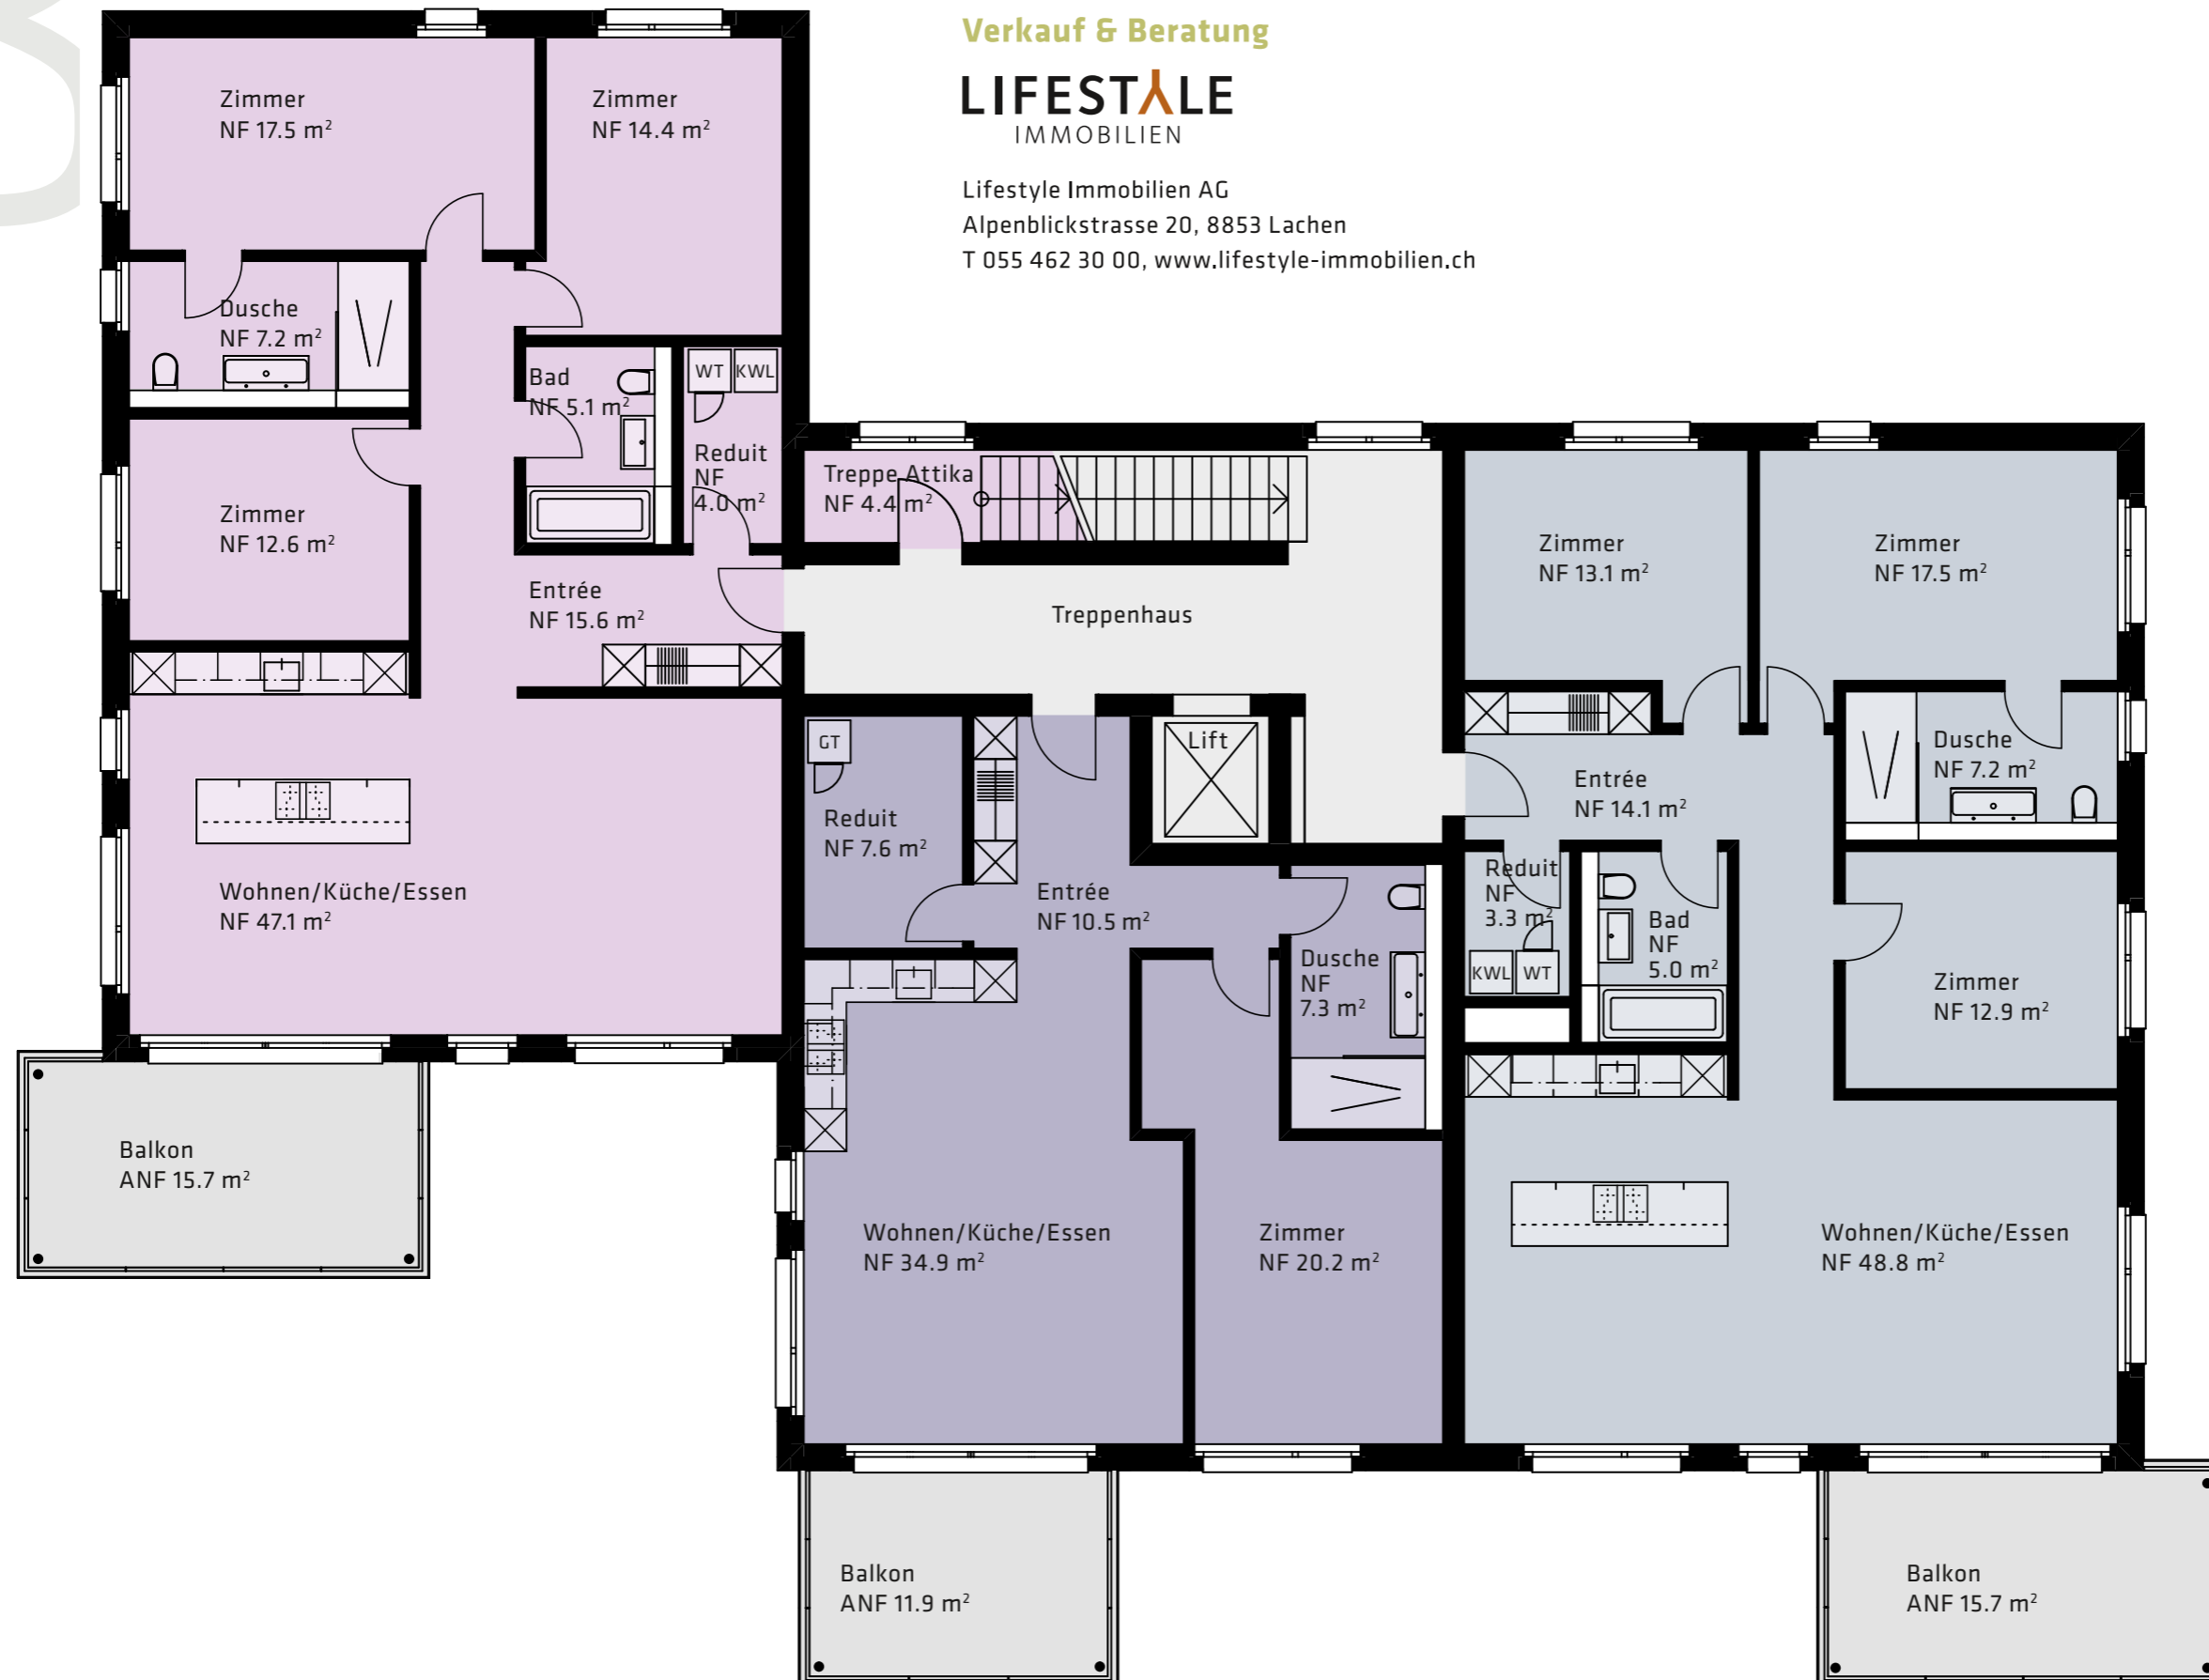 Verkauf & Beratung
LIFESTYLE
IMMOBILIEN
Lifestyle Immobilien AG
Alpenblickstrasse 20, 8853 Lachen
T 055 462 30 00, www.lifestyle-immobilien.ch
Zimmer
NF 17.5 m²
Zimmer
NF 14.4 m²
Dusche
NF 7.2 m²
Bad
NF 5.1 m²
WT
KWL
Reduit
NF
4.0 m²
Zimmer
NF 12.6 m²
Entrée
NF 15.6 m²
Wohnen/Küche/Essen
NF 47.1 m²
Balkon
ANF 15.7 m²
Treppe Attika
NF 4.4 m²
Treppenhaus
Lift
GT
Reduit
NF 7.6 m²
Entrée
NF 10.5 m²
Dusche
NF
7.3 m²
Wohnen/Küche/Essen
NF 34.9 m²
Zimmer
NF 20.2 m²
Balkon
ANF 11.9 m²
Zimmer
NF 13.1 m²
Zimmer
NF 17.5 m²
Entrée
NF 14.1 m²
Dusche
NF 7.2 m²
Reduit
NF
3.3 m²
KWL
WT
Bad
NF
5.0 m²
Zimmer
NF 12.9 m²
Wohnen/Küche/Essen
NF 48.8 m²
Balkon
ANF 15.7 m²